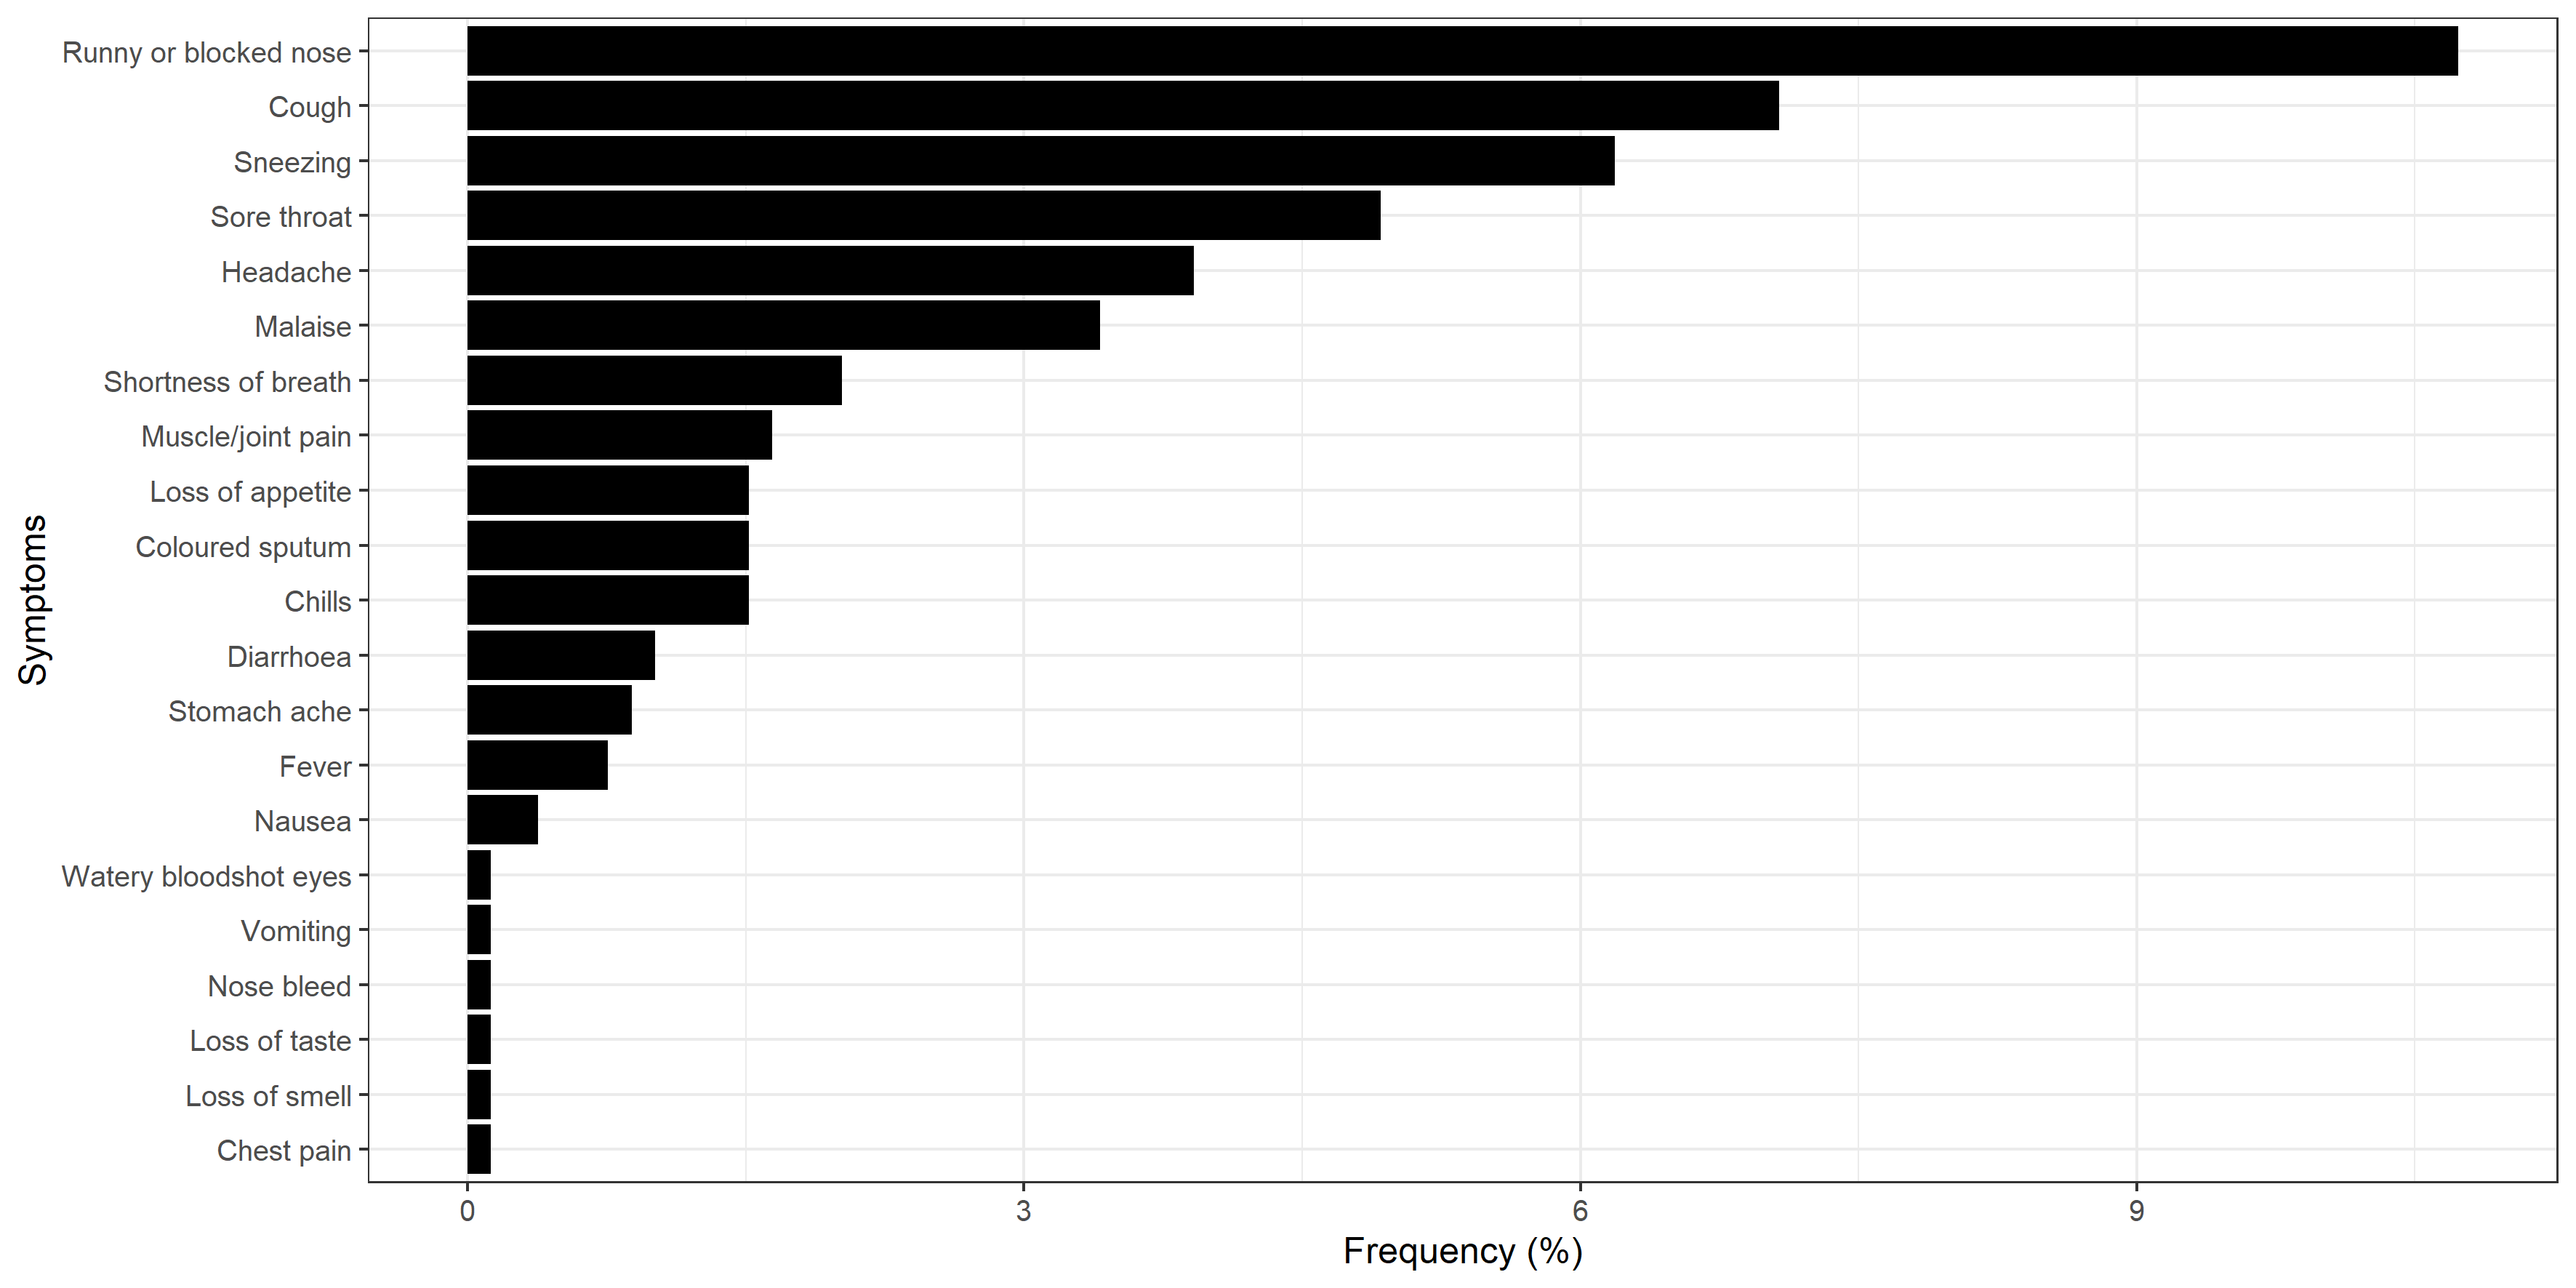 Runny or blocked nose
Cough
Sneezing
Sore throat
Headache
Malaise
Shortness of breath
Muscle/joint pain
Loss of appetite
Coloured sputum
Chills
Diarrhoea
Stomach ache
Fever
Nausea
Watery bloodshot eyes
Vomiting
Nose bleed
Loss of taste
Loss of smell
Chest pain
Symptoms
0 3 6 9
Frequency (%)